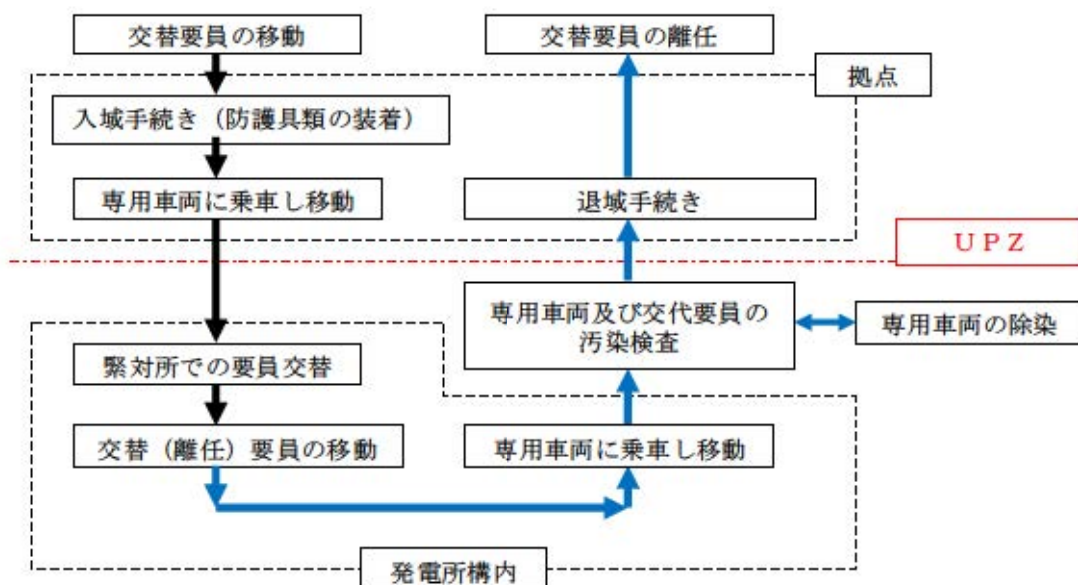 交替要員の移動
交替要員の離任
拠点
入域手続き（防護具類の装着）
専用車両に乗車し移動
退域手続き
ＵＰＺ
専用車両及び交代要員の
汚染検査
専用車両の除染
緊対所での要員交替
交替（離任）要員の移動
専用車両に乗車し移動
発電所構内